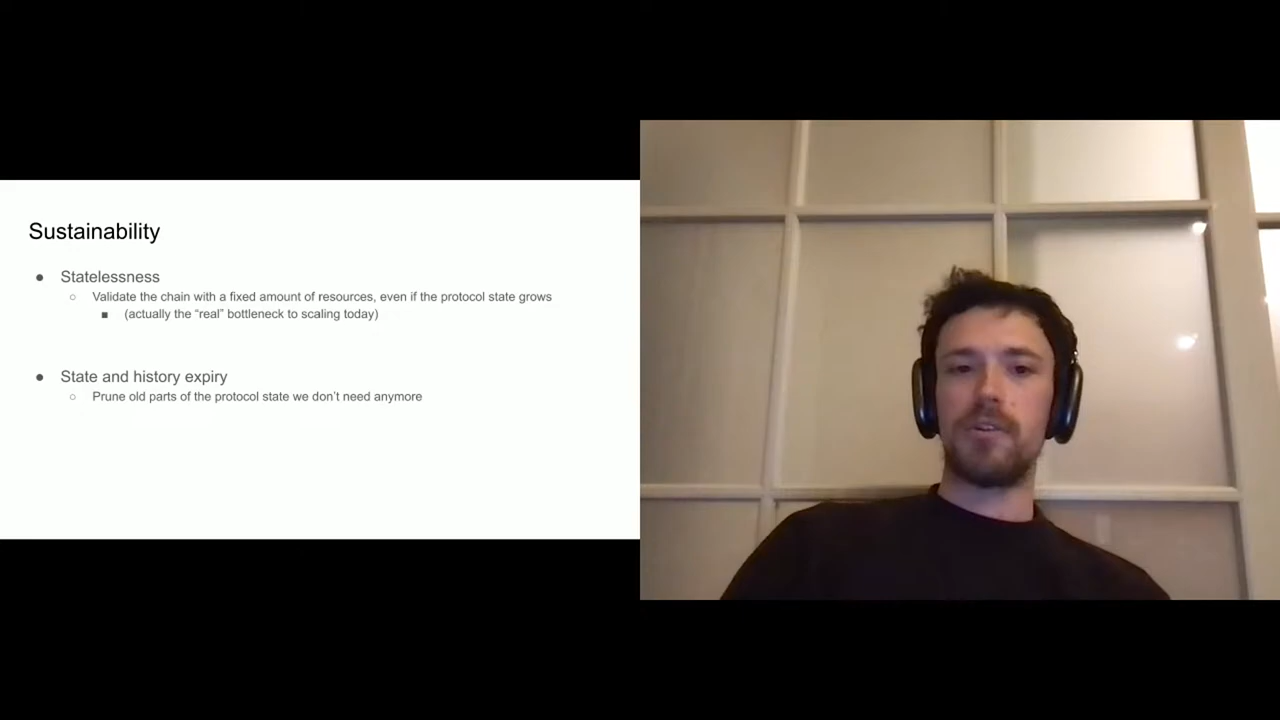 Sustainability
● Statelessness
○ Validate the chain with a fixed amount of resources, even if the protocol state grows
■ (actually the “real” bottleneck to scaling today)
● State and history expiry
○ Prune old parts of the protocol state we don’t need anymore